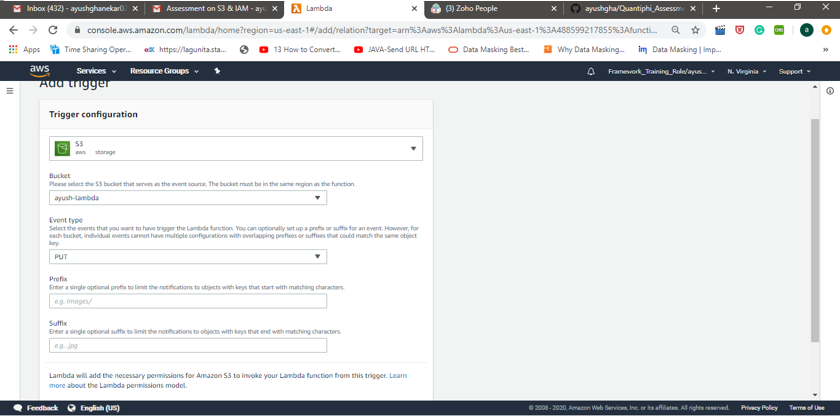 Inbox (432) - ayushghanekar02
Assessment on S3 & IAM - ayus
Lambda
(3) Zoho People
ayushgha/Quantiphi_Assessm
console.aws.amazon.com/lambda/home?region=us-east-1#/add/relation?target=arn%3Aaws%3Alambda%3Aus-east-1%3A488599217855%3Afuncti...
Apps
Time Sharing Oper...
https://lagunita.sta...
13 How to Convert...
JAVA-Send URL HT...
Data Masking Best...
Why Data Masking...
Data Masking | Imp...
aws
Services
Resource Groups
Framework_Training_Role/ayus...
N. Virginia
Support
Add trigger
Trigger configuration
S3
aws storage
Bucket
Please select the S3 bucket that serves as the event source. The bucket must be in the same region as the function.
ayush-lambda
Event type
Select the events that you want to have trigger the Lambda function. You can optionally set up a prefix or suffix for an event. However, for
each bucket, individual events cannot have multiple configurations with overlapping prefixes or suffixes that could match the same object
key.
PUT
Prefix
Enter a single optional prefix to limit the notifications to objects with keys that start with matching characters.
e.g. images/
Suffix
Enter a single optional suffix to limit the notifications to objects with keys that end with matching characters.
e.g. .jpg
Lambda will add the necessary permissions for Amazon S3 to invoke your Lambda function from this trigger. Learn
more about the Lambda permissions model.
Feedback
English (US)
© 2008 - 2020, Amazon Web Services, Inc. or its affiliates. All rights reserved.
Privacy Policy
Terms of Use